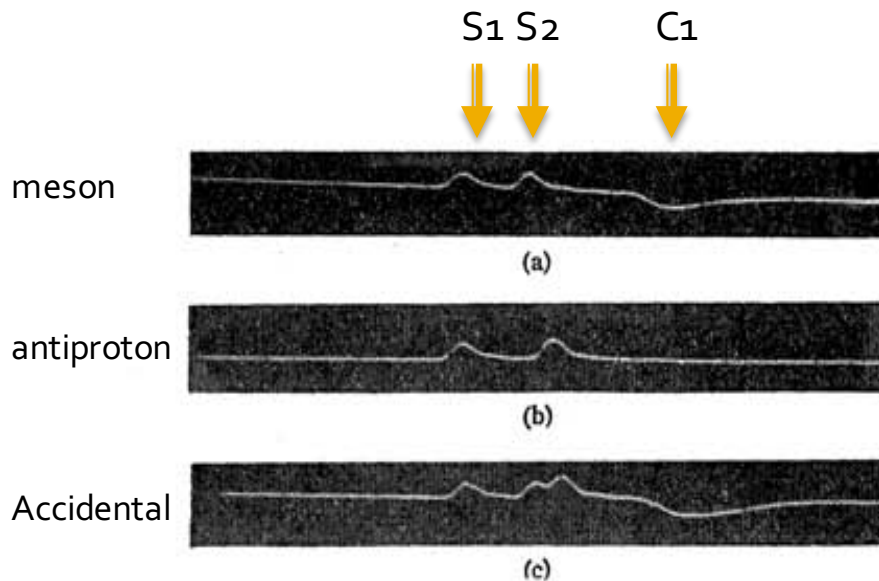 S1 S2 C1
meson
(a)
antiproton
(b)
Accidental
(c)